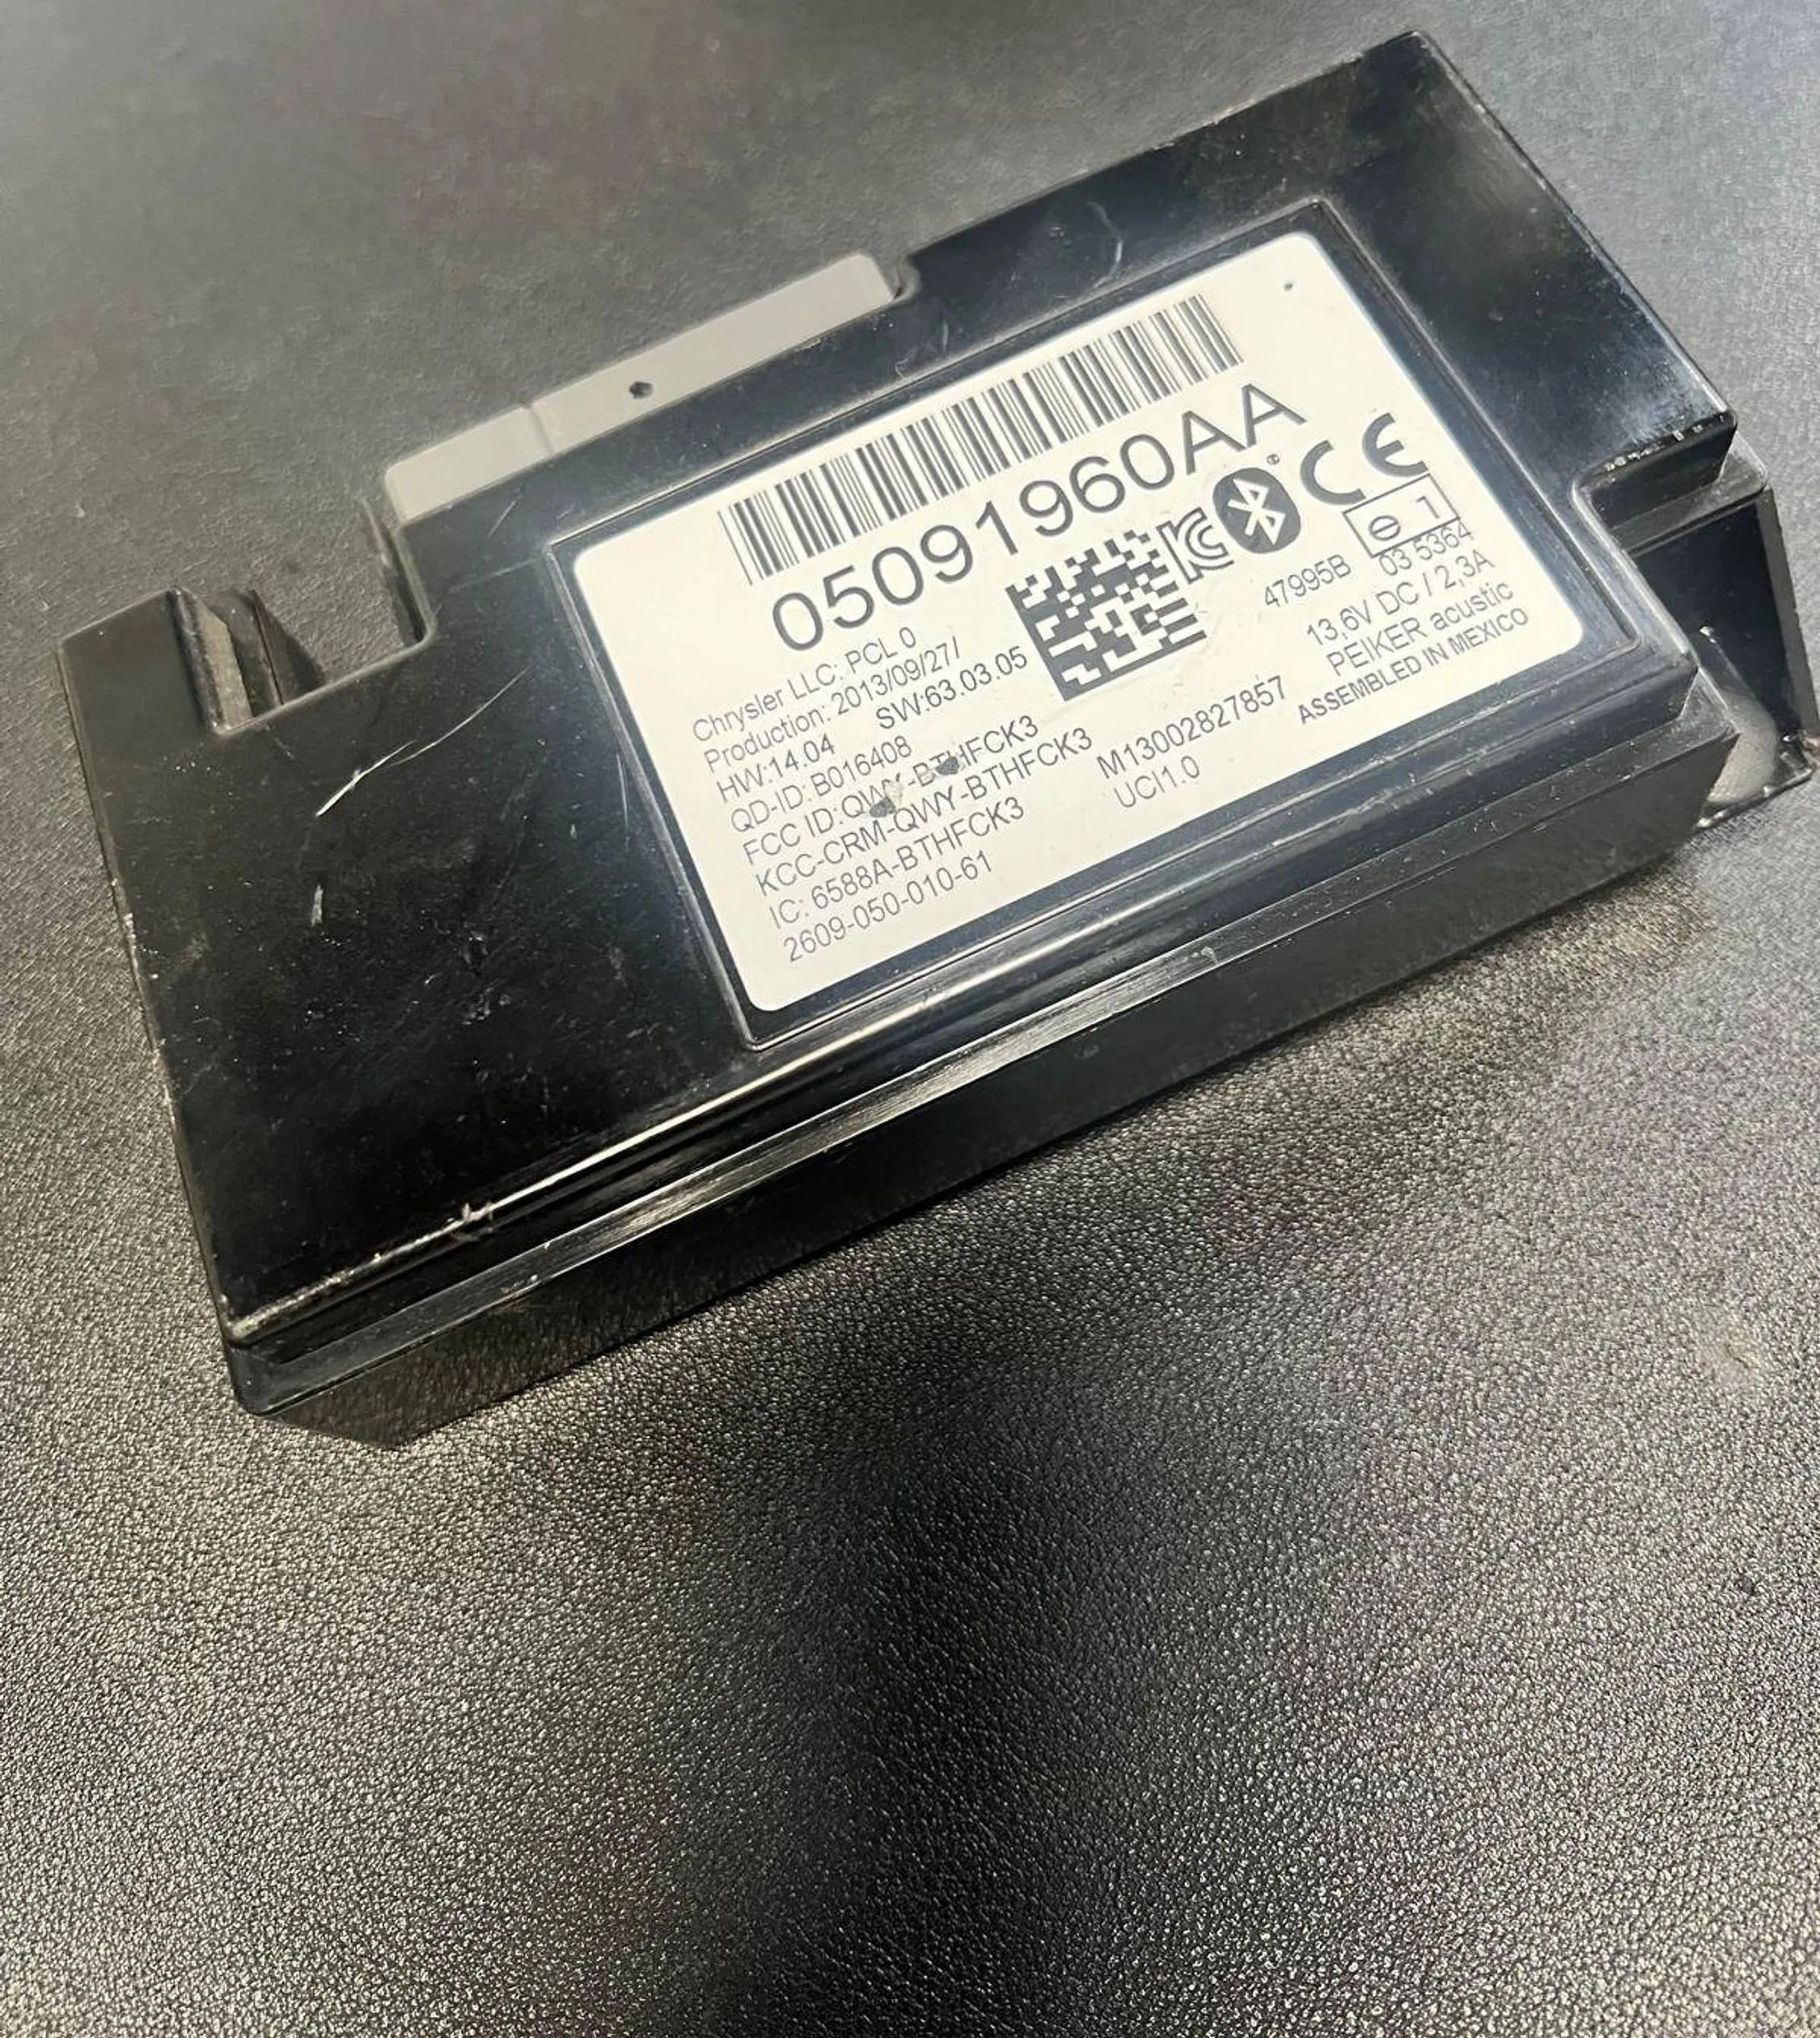 05091960AA
Chrysler LLC; PCL 0
Production: 2013/09/27/
HW:14.04 SW:63.03.05
QD-ID: B016408
FCC ID:QWY-BTHFCK3
KCC-CRM-QWY-BTHFCK3
IC: 6588A-BTHFCK3
2609-050-010-61
KC
®
CE
e 1
47995B 03 5364
13,6V DC / 2,3A
PEIKER acustic
ASSEMBLED IN MEXICO
M13002827857
UCI1.0